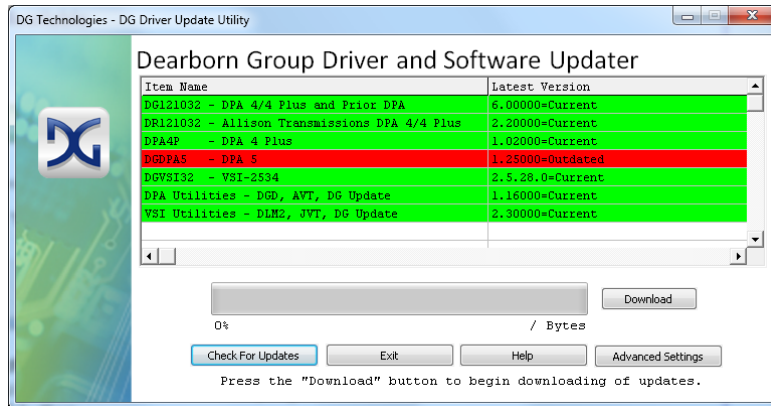 DG Technologies - DG Driver Update Utility
Dearborn Group Driver and Software Updater
Item Name Latest Version
DG121032 - DPA 4/4 Plus and Prior DPA 6.00000=Current
DR121032 - Allison Transmissions DPA 4/4 Plus 2.20000=Current
DPA4P - DPA 4 Plus 1.02000=Current
DGDPA5 - DPA 5 1.25000=Outdated
DGVSI32 - VSI-2534 2.5.28.0=Current
DPA Utilities - DGD, AVT, DG Update 1.16000=Current
VSI Utilities - DLM2, JVT, DG Update 2.30000=Current
DG
Download
0% / Bytes
Check For Updates Exit Help Advanced Settings
Press the "Download" button to begin downloading of updates.